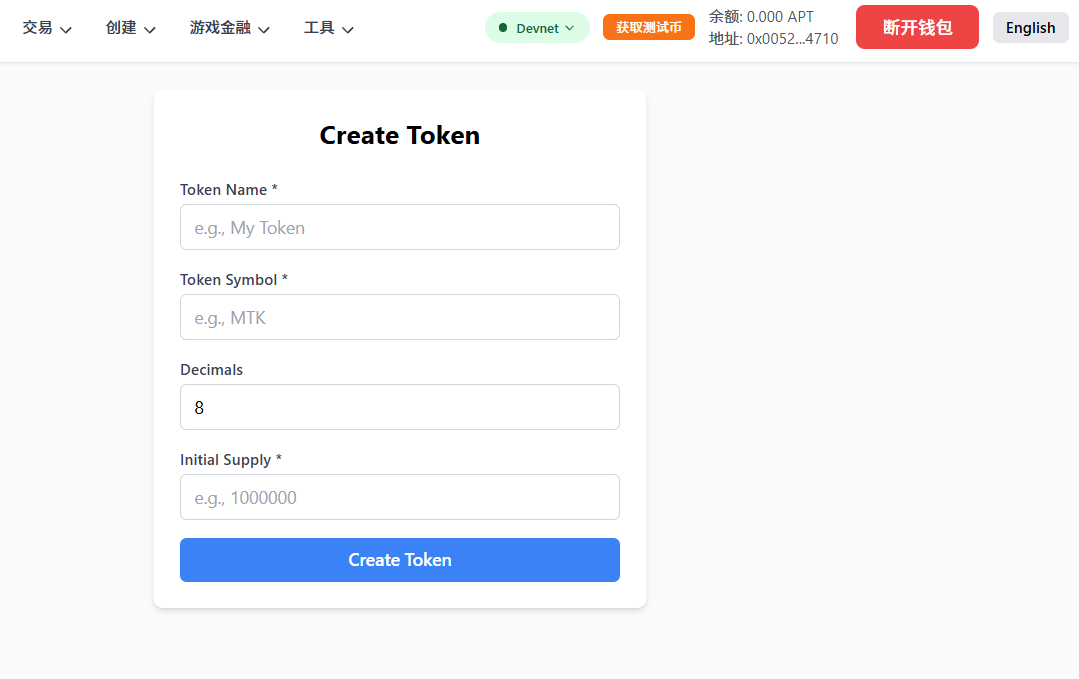 交易 创建 游戏金融 工具 Devnet 获取测试币 余额: 0.000 APT 断开钱包 English
地址: 0x0052...4710
Create Token
Token Name *
e.g., My Token
Token Symbol *
e.g., MTK
Decimals
8
Initial Supply *
e.g., 1000000
Create Token